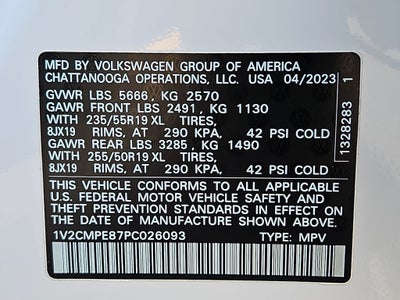 MFD BY VOLKSWAGEN GROUP OF AMERICA
CHATTANOOGA OPERATIONS, LLC. USA 04/2023
GVWR LBS 5666, KG 2570
GAWR FRONT LBS 2491, KG 1130
WITH 235/55R19 XL TIRES,
8JX19 RIMS, AT 290 KPA, 42 PSI COLD
GAWR REAR LBS 3285, KG 1490
WITH 255/50R19 XL TIRES,
8JX19 RIMS, AT 290 KPA, 42 PSI COLD
THIS VEHICLE CONFORMS TO ALL APPLICABLE
U.S. FEDERAL MOTOR VEHICLE SAFETY AND
THEFT PREVENTION STANDARDS IN EFFECT ON
THE DATE OF MANUFACTURE SHOWN ABOVE.
1V2CMPE87PC026093 TYPE: MPV
1328283 1